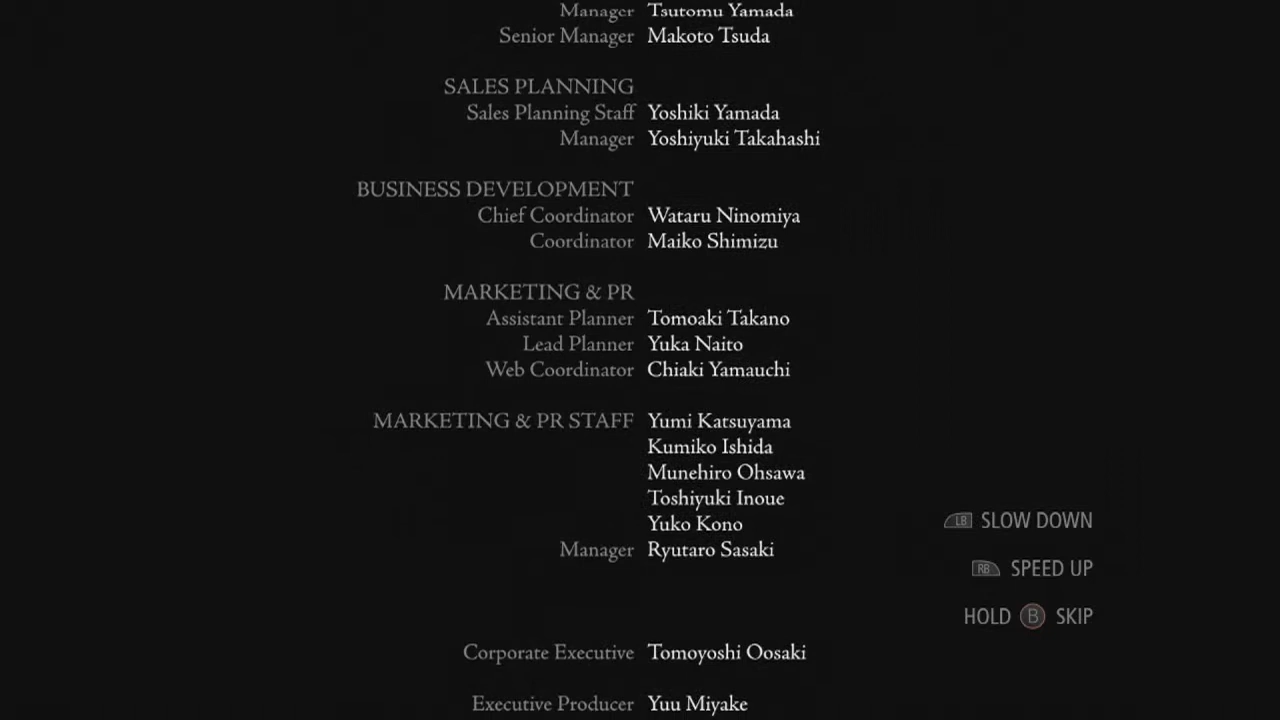 Manager Tsutomu Yamada
Senior Manager Makoto Tsuda
SALES PLANNING
Sales Planning Staff Yoshiki Yamada
Manager Yoshiyuki Takahashi
BUSINESS DEVELOPMENT
Chief Coordinator Wataru Ninomiya
Coordinator Maiko Shimizu
MARKETING & PR
Assistant Planner Tomoaki Takano
Lead Planner Yuka Naito
Web Coordinator Chiaki Yamauchi
MARKETING & PR STAFF Yumi Katsuyama
Kumiko Ishida
Munehiro Ohsawa
Toshiyuki Inoue
Yuko Kono
Manager Ryutaro Sasaki
LB SLOW DOWN
RB SPEED UP
HOLD B SKIP
Corporate Executive Tomoyoshi Oosaki
Executive Producer Yuu Miyake